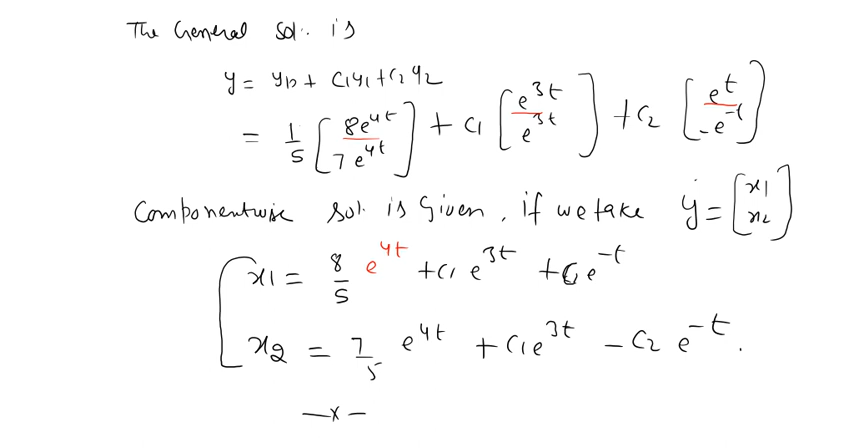 The General Sol. is
y = yp + c1y1 + c2y2
= 1/5 [8e^4t / 7e^4t] + c1 [e^3t / e^3t] + c2 [e^t / -e^-t]
Componentwise sol. is Given, if we take y = [x1 / x2]
x1 = 8/5 e^4t + c1 e^3t + c e^-t
x2 = 7/5 e^4t + c1e^3t - c2 e^-t.
—x—